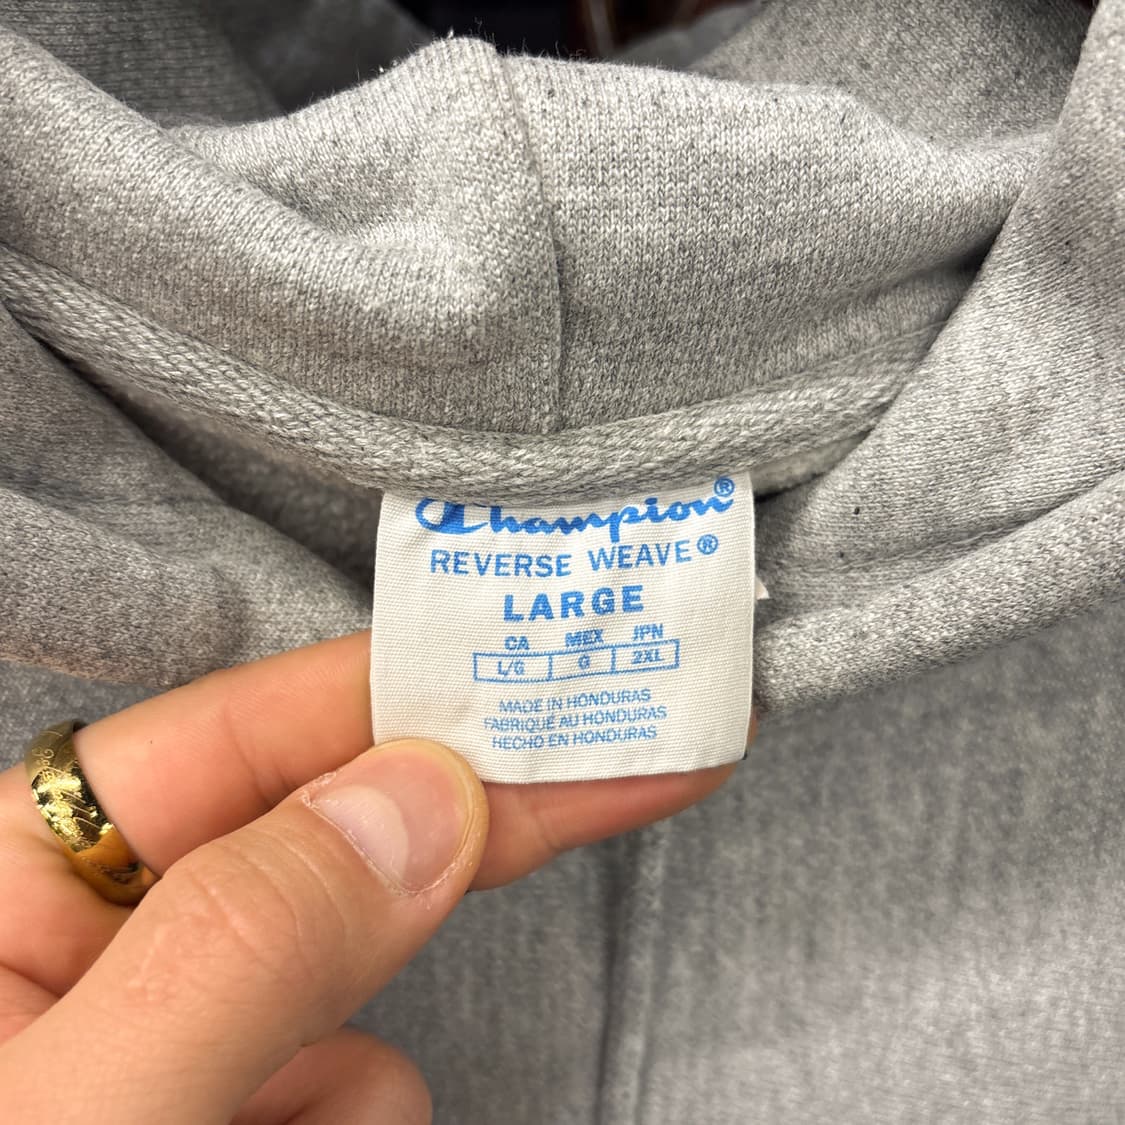 Champion®
REVERSE WEAVE®
LARGE
CA MEX JPN
L/G G 2XL
MADE IN HONDURAS
FABRIQUÉ AU HONDURAS
HECHO EN HONDURAS